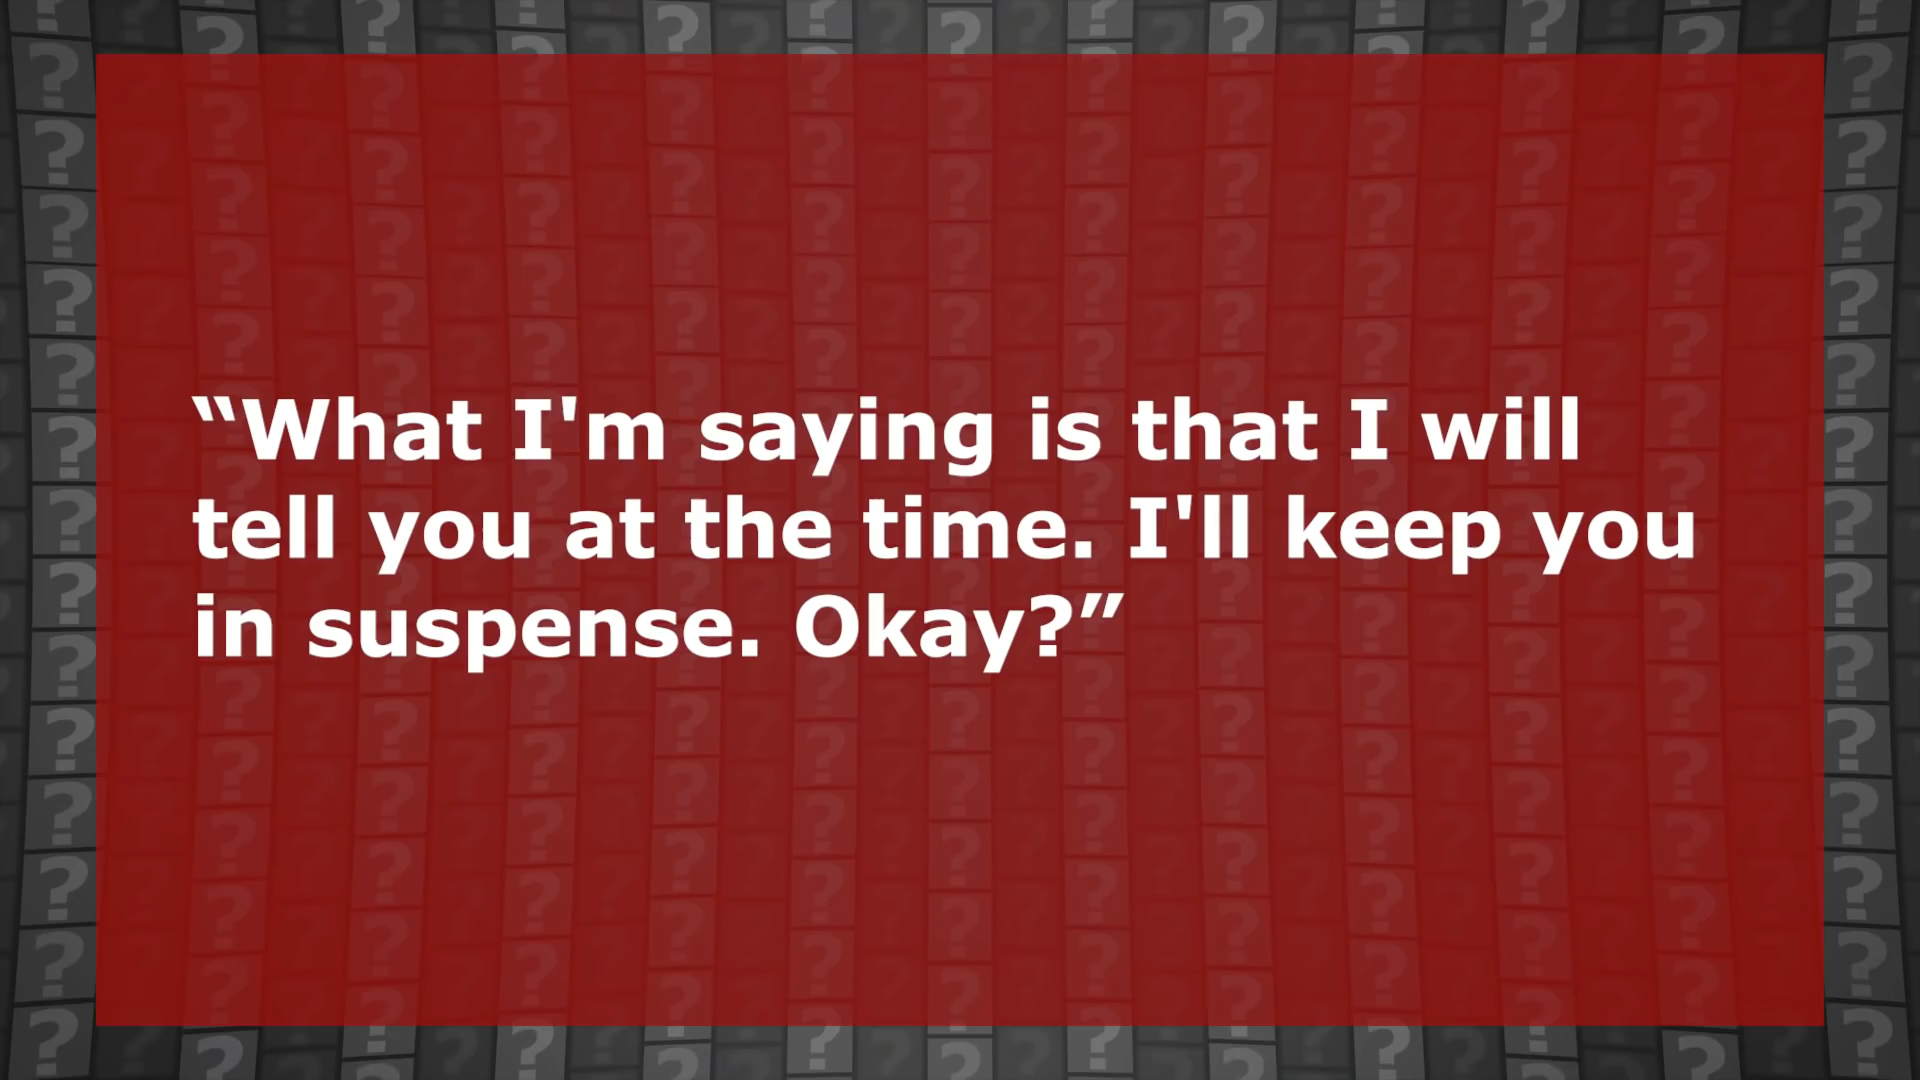 “What I'm saying is that I will
tell you at the time. I'll keep you
in suspense. Okay?”